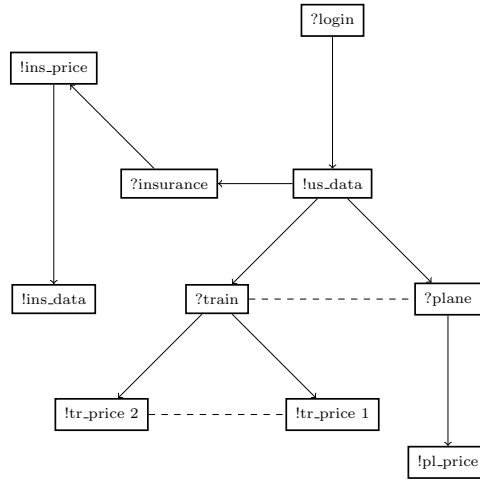 ?login
!ins_price
?insurance
!us_data
!ins_data
?train
?plane
!tr_price 2
!tr_price 1
!pl_price